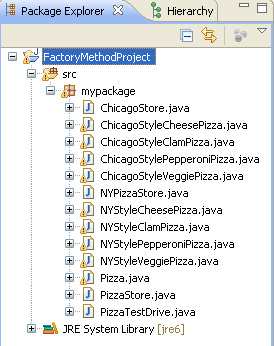 Package Explorer
Hierarchy
FactoryMethodProject
src
mypackage
ChicagoStore.java
ChicagoStyleCheesePizza.java
ChicagoStyleClamPizza.java
ChicagoStylePepperoniPizza.java
ChicagoStyleVeggiePizza.java
NYPizzaStore.java
NYStyleCheesePizza.java
NYStyleClamPizza.java
NYStylePepperoniPizza.java
NYStyleVeggiePizza.java
Pizza.java
PizzaStore.java
PizzaTestDrive.java
JRE System Library [jre6]